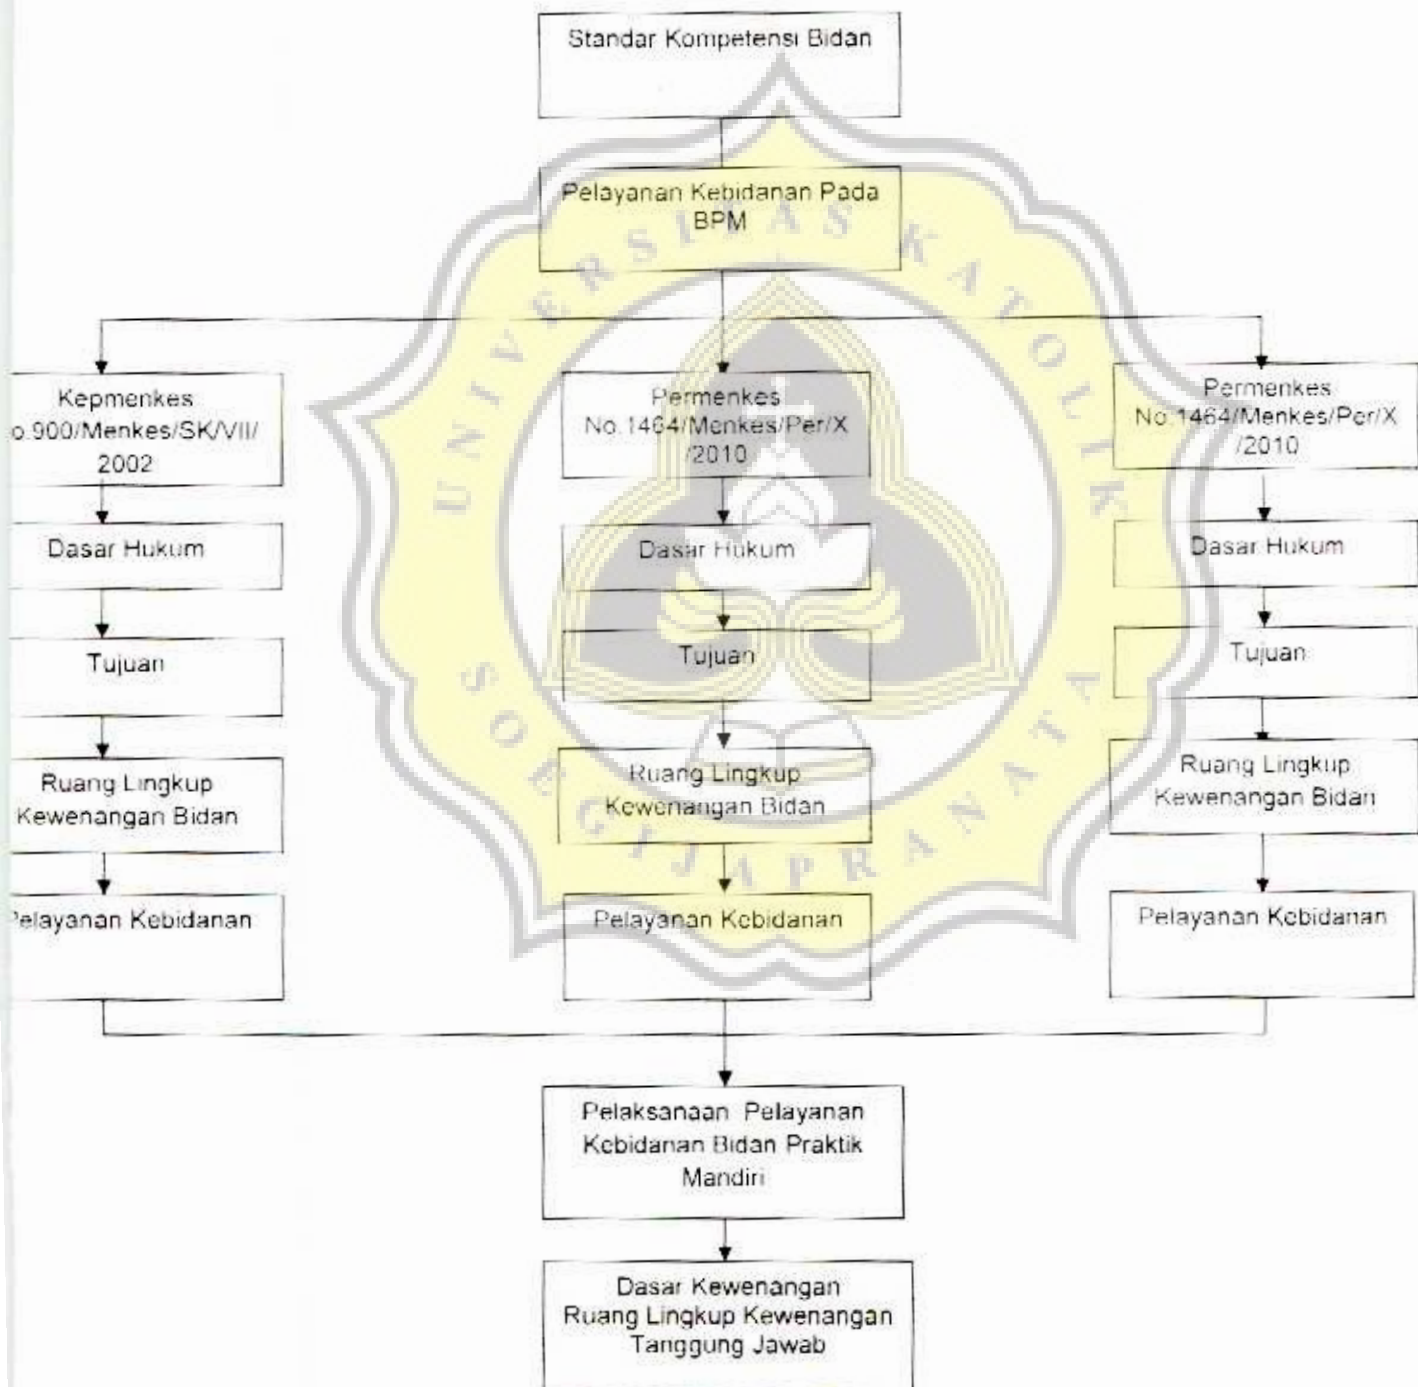 Standar Kompetensi Bidan
Pelayanan Kebidanan Pada
BPM
UNIVERSITAS KATOLIK
SOEGIJAPRANATA
Kepmenkes
o.900/Menkes/SK/VII/
2002
Dasar Hukum
Tujuan
Ruang Lingkup
Kewenangan Bidan
Pelayanan Kebidanan
Permenkes
No.1464/Menkes/Per/X
/2010
Dasar Hukum
Tujuan
Ruang Lingkup
Kewenangan Bidan
Pelayanan Kebidanan
Permenkes
No.1464/Menkes/Per/X
/2010
Dasar Hukum
Tujuan
Ruang Lingkup
Kewenangan Bidan
Pelayanan Kebidanan
Pelaksanaan Pelayanan
Kebidanan Bidan Praktik
Mandiri
Dasar Kewenangan
Ruang Lingkup Kewenangan
Tanggung Jawab